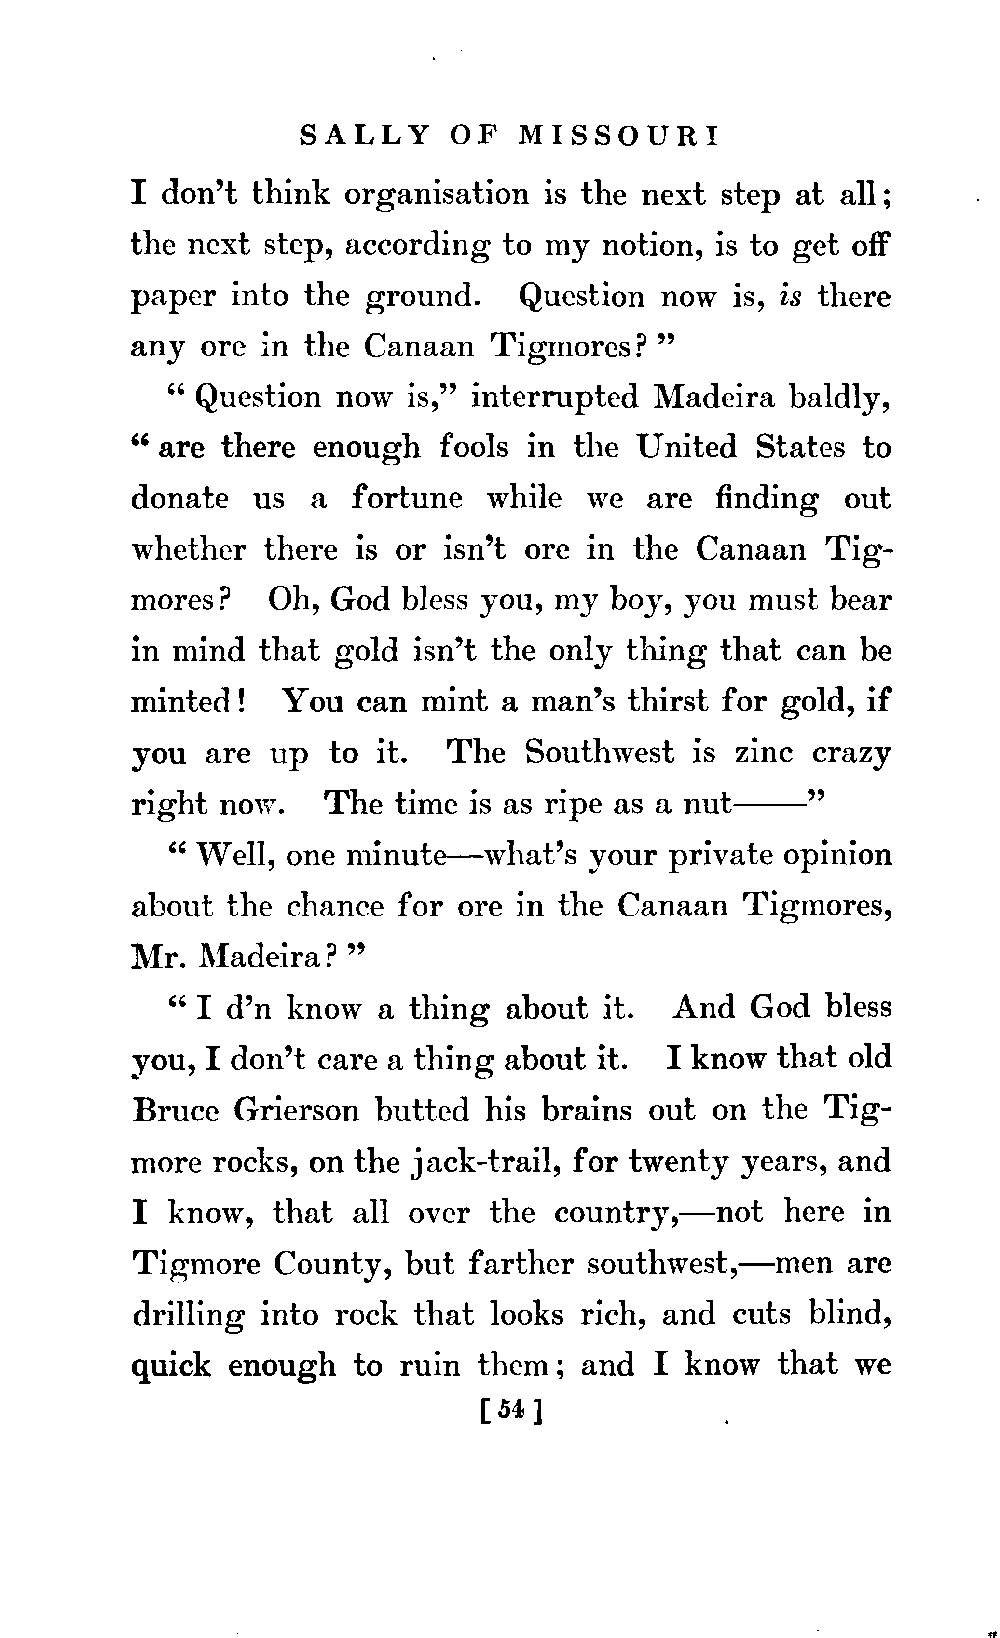 SALLY OF MISSOURI
I don't think organisation is the next step at all;
the next step, according to my notion, is to get off
paper into the ground. Question now is, is there
any ore in the Canaan Tigmores?"
"Question now is," interrupted Madeira baldly,
"are there enough fools in the United States to
donate us a fortune while we are finding out
whether there is or isn't ore in the Canaan Tig-
mores? Oh, God bless you, my boy, you must bear
in mind that gold isn't the only thing that can be
minted! You can mint a man's thirst for gold, if
you are up to it. The Southwest is zinc crazy
right now. The time is as ripe as a nut——"
"Well, one minute—what's your private opinion
about the chance for ore in the Canaan Tigmores,
Mr. Madeira?"
"I d'n know a thing about it. And God bless
you, I don't care a thing about it. I know that old
Bruce Grierson butted his brains out on the Tig-
more rocks, on the jack-trail, for twenty years, and
I know, that all over the country,—not here in
Tigmore County, but farther southwest,—men are
drilling into rock that looks rich, and cuts blind,
quick enough to ruin them; and I know that we
[54]